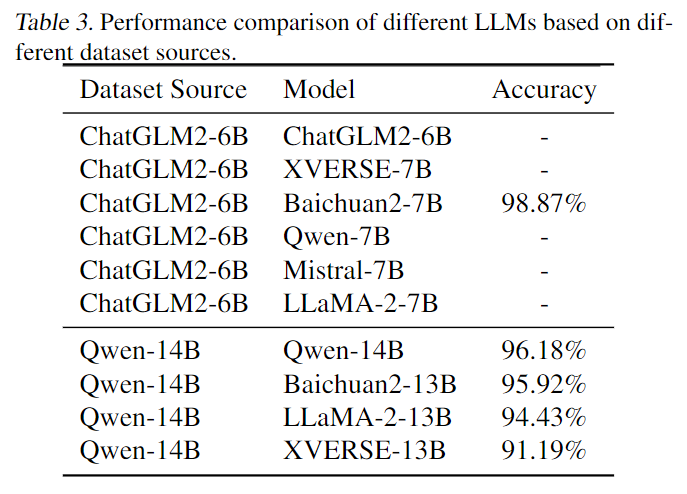 Table 3. Performance comparison of different LLMs based on dif-
ferent dataset sources.
Dataset Source Model Accuracy
ChatGLM2-6B ChatGLM2-6B -
ChatGLM2-6B XVERSE-7B -
ChatGLM2-6B Baichuan2-7B 98.87%
ChatGLM2-6B Qwen-7B -
ChatGLM2-6B Mistral-7B -
ChatGLM2-6B LLaMA-2-7B -
Qwen-14B Qwen-14B 96.18%
Qwen-14B Baichuan2-13B 95.92%
Qwen-14B LLaMA-2-13B 94.43%
Qwen-14B XVERSE-13B 91.19%